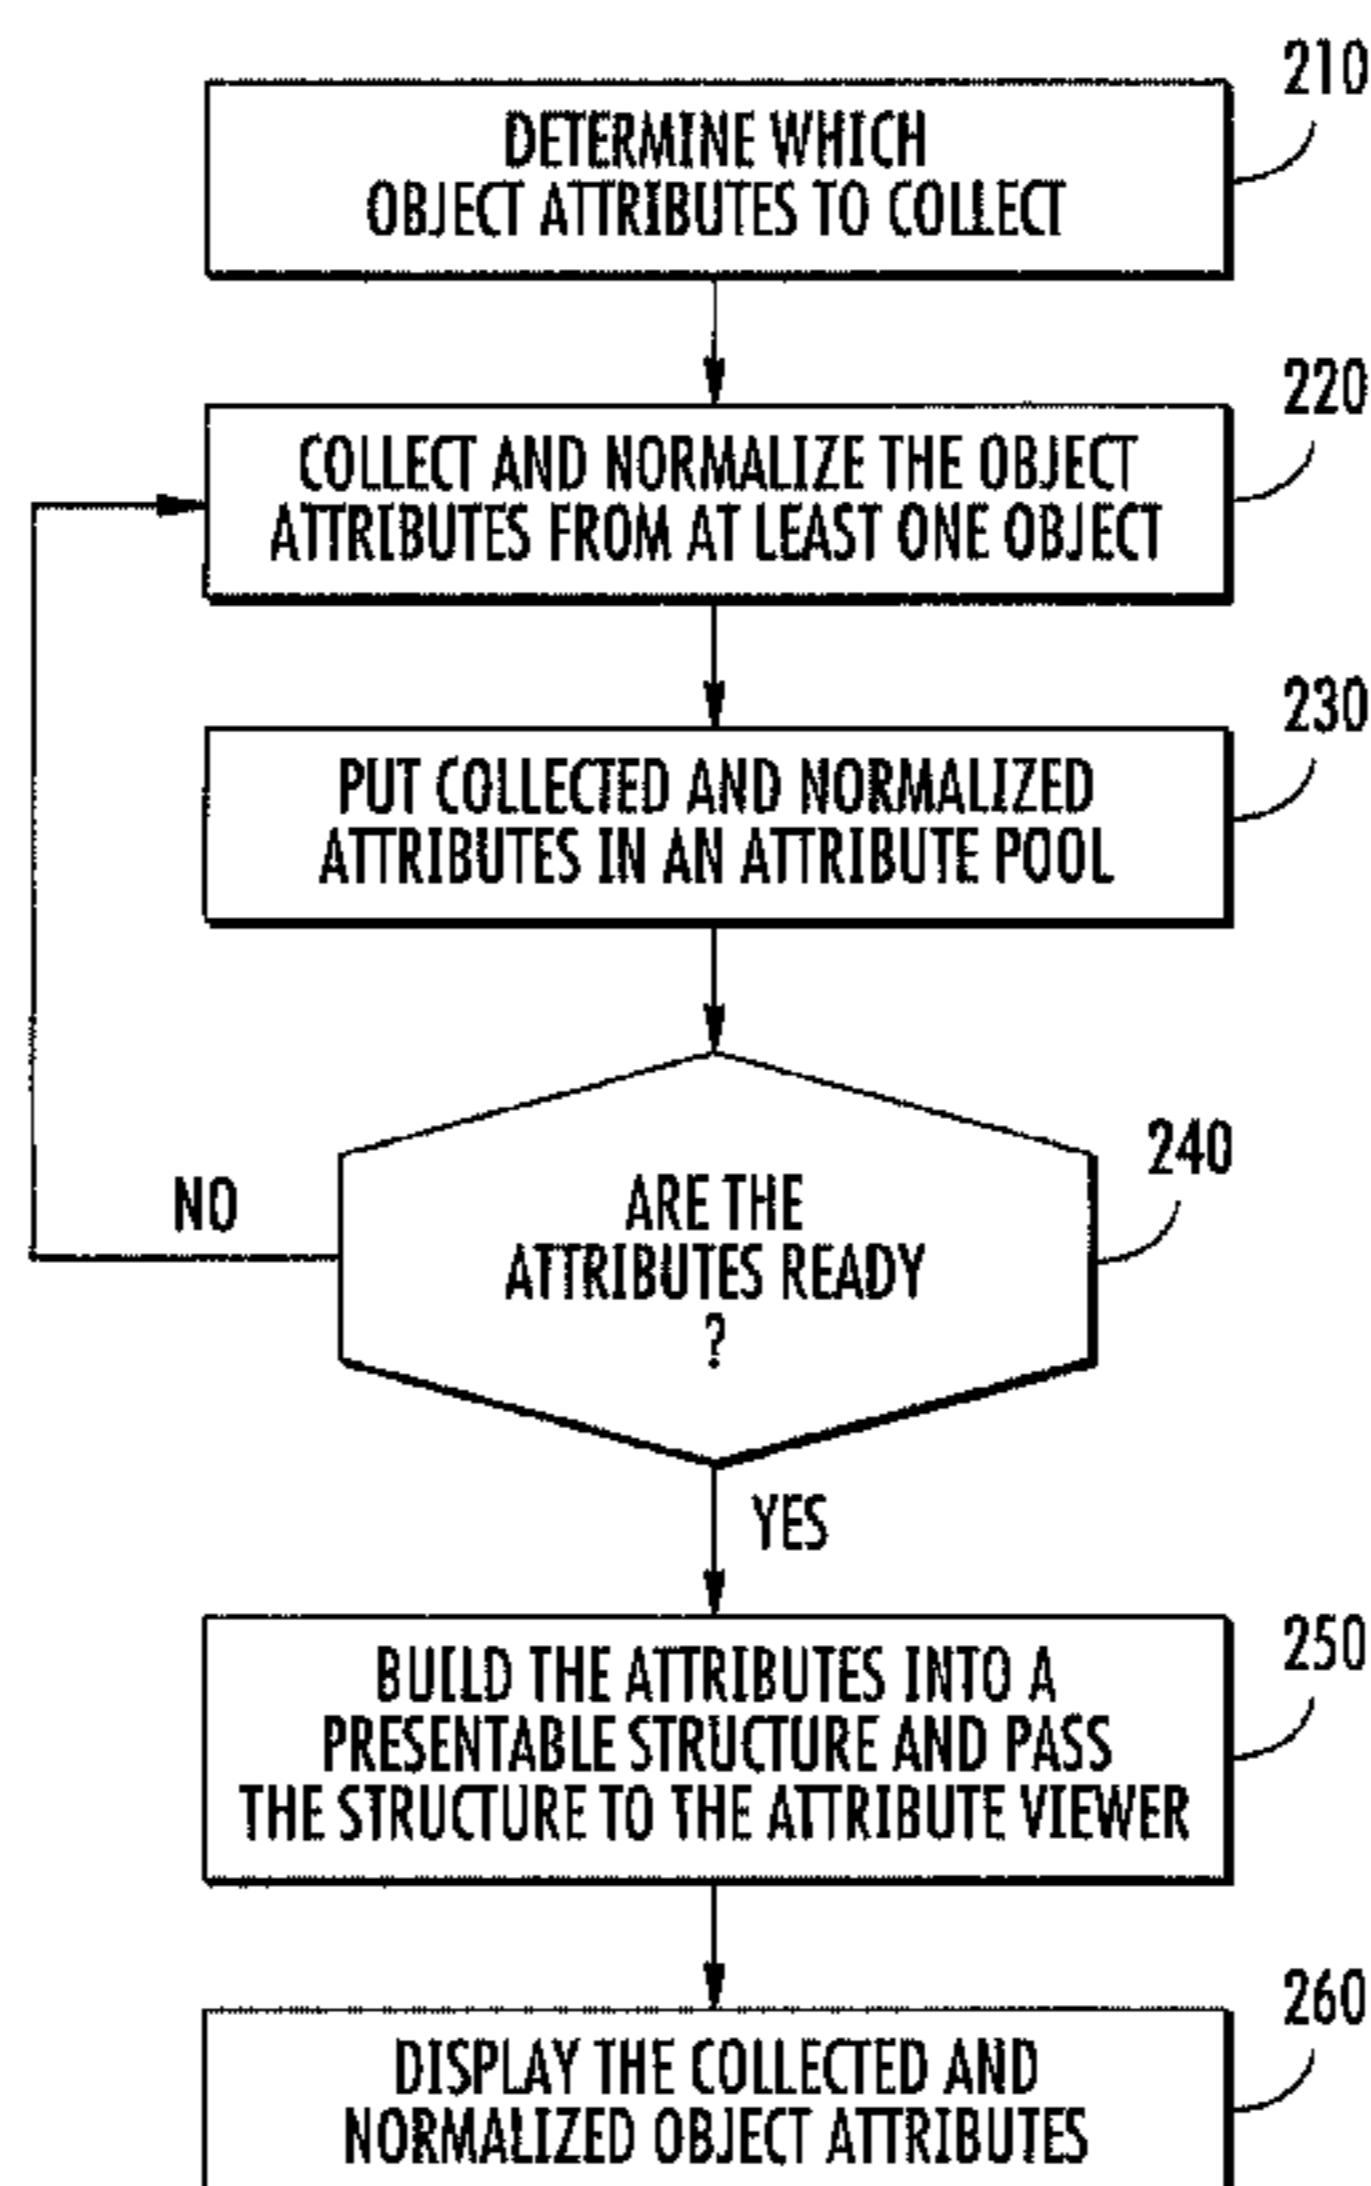 210
DETERMINE WHICH
OBJECT ATTRIBUTES TO COLLECT
220
COLLECT AND NORMALIZE THE OBJECT
ATTRIBUTES FROM AT LEAST ONE OBJECT
230
PUT COLLECTED AND NORMALIZED
ATTRIBUTES IN AN ATTRIBUTE POOL
240
NO
ARE THE
ATTRIBUTES READY
?
YES
250
BUILD THE ATTRIBUTES INTO A
PRESENTABLE STRUCTURE AND PASS
THE STRUCTURE TO THE ATTRIBUTE VIEWER
260
DISPLAY THE COLLECTED AND
NORMALIZED OBJECT ATTRIBUTES